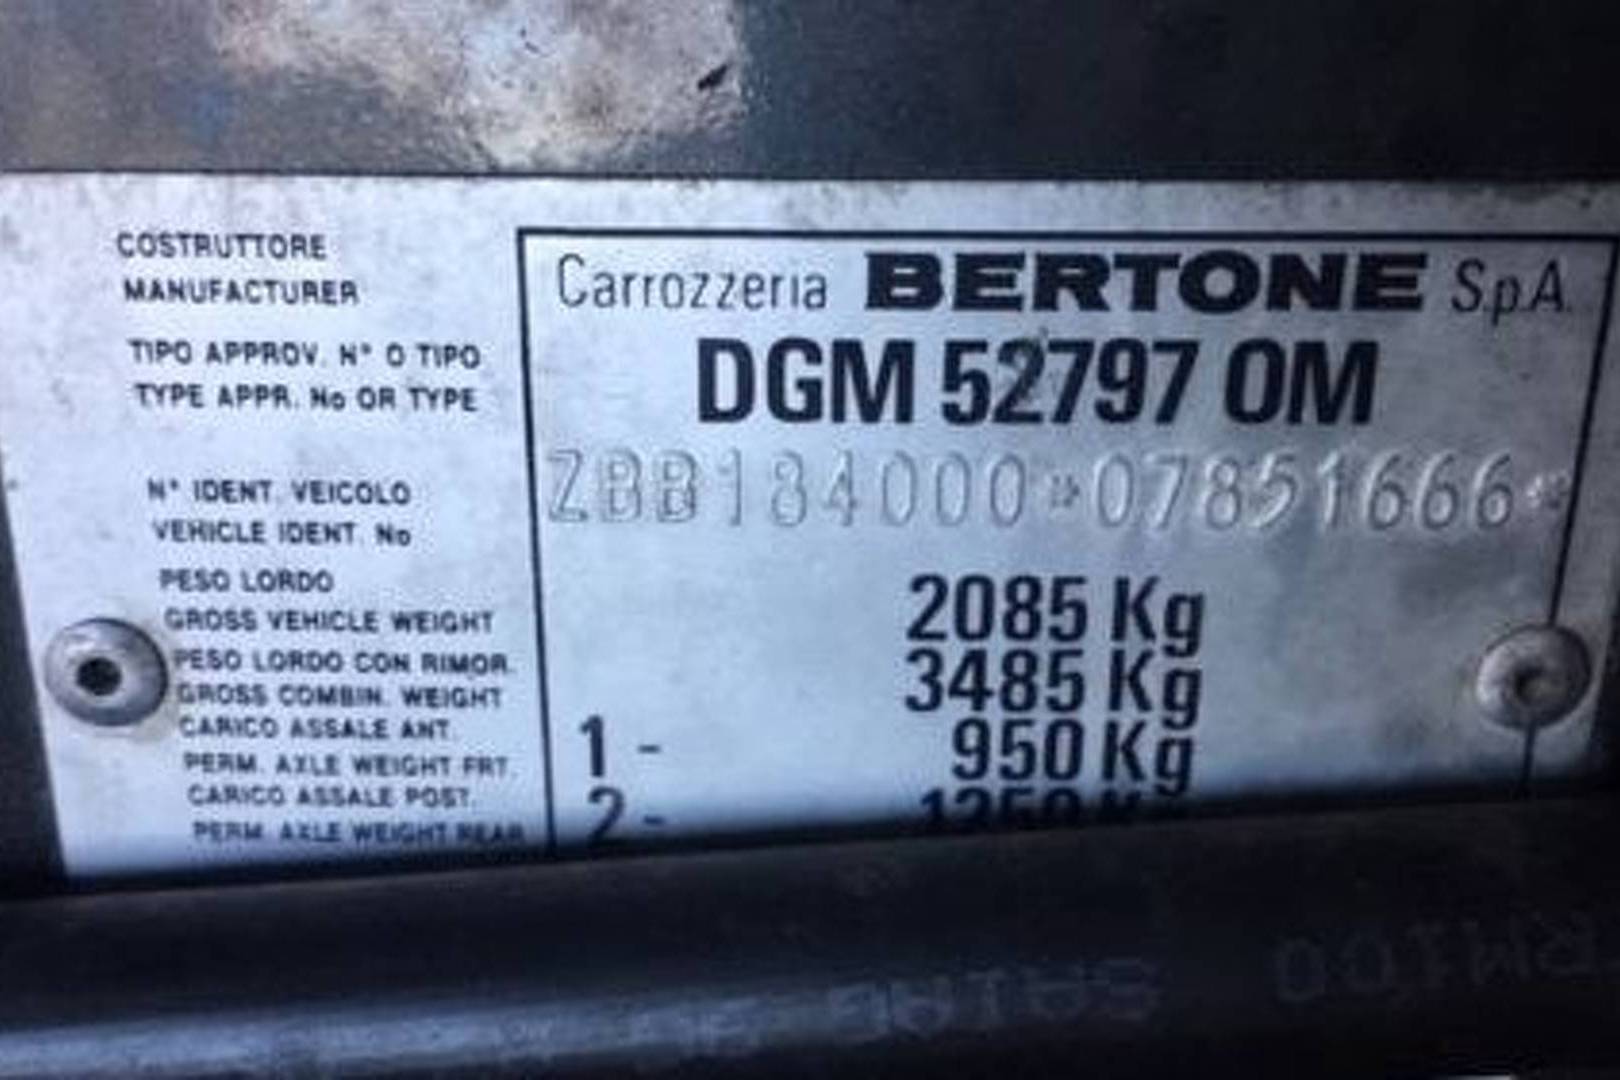 COSTRUTTORE
MANUFACTURER
Carrozzeria BERTONE S.p.A.
TIPO APPROV. N° O TIPO
TYPE APPR. No OR TYPE
DGM 52797 OM
N° IDENT. VEICOLO
VEHICLE IDENT. No
ZBB184000*07851666*
PESO LORDO
GROSS VEHICLE WEIGHT
2085 Kg
PESO LORDO CON RIMOR.
GROSS COMBIN. WEIGHT
3485 Kg
CARICO ASSALE ANT.
PERM. AXLE WEIGHT FRT.
1 - 950 Kg
CARICO ASSALE POST.
PERM. AXLE WEIGHT REAR
2 - 1250 Kg